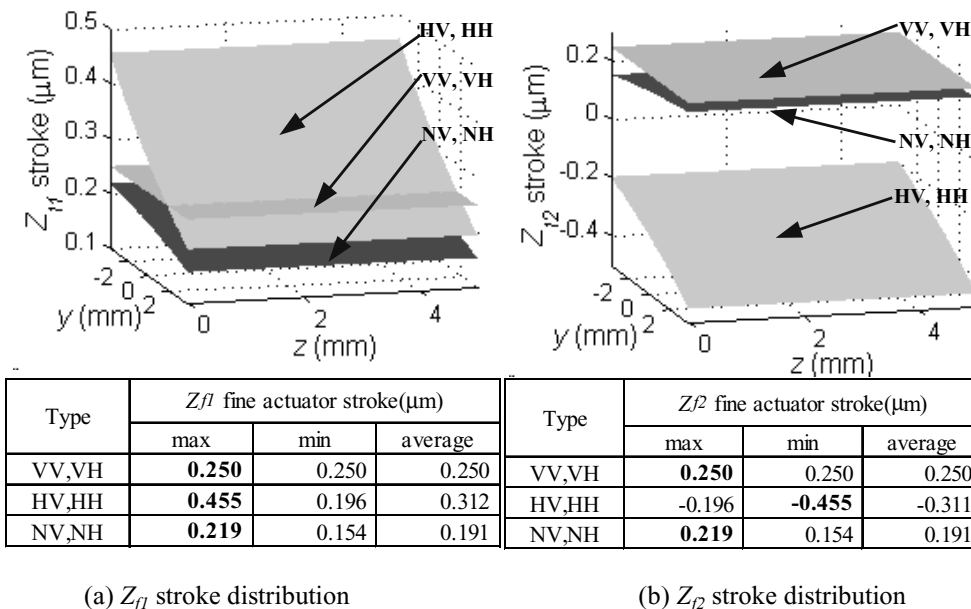 0.5
0.4
0.3
0.2
0.1
Z11 stroke (μm)
HV, HH
VV, VH
NV, NH
-2
0
2
y (mm)
0
2
4
z (mm)
0.2
0
-0.2
-0.4
Z12 stroke (μm)
VV, VH
NV, NH
HV, HH
-2
0
2
y (mm)
0
2
4
z (mm)
Type Zf1 fine actuator stroke(μm)
max min average
VV,VH 0.250 0.250 0.250
HV,HH 0.455 0.196 0.312
NV,NH 0.219 0.154 0.191
Type Zf2 fine actuator stroke(μm)
max min average
VV,VH 0.250 0.250 0.250
HV,HH -0.196 -0.455 -0.311
NV,NH 0.219 0.154 0.191
(a) Zf1 stroke distribution
(b) Zf2 stroke distribution